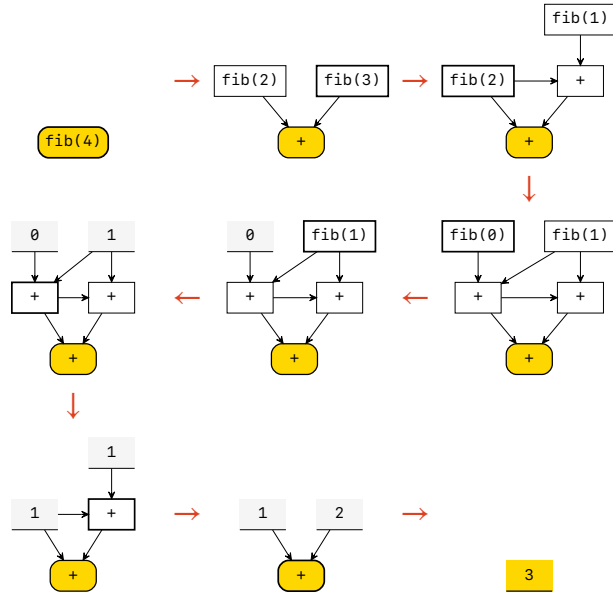 fib(4)
fib(2) fib(3)
+
fib(1)
fib(2) +
+
fib(0) fib(1)
+ +
+
0 fib(1)
+ +
+
0 1
+ +
+
1
1 +
+
1 2
+
3